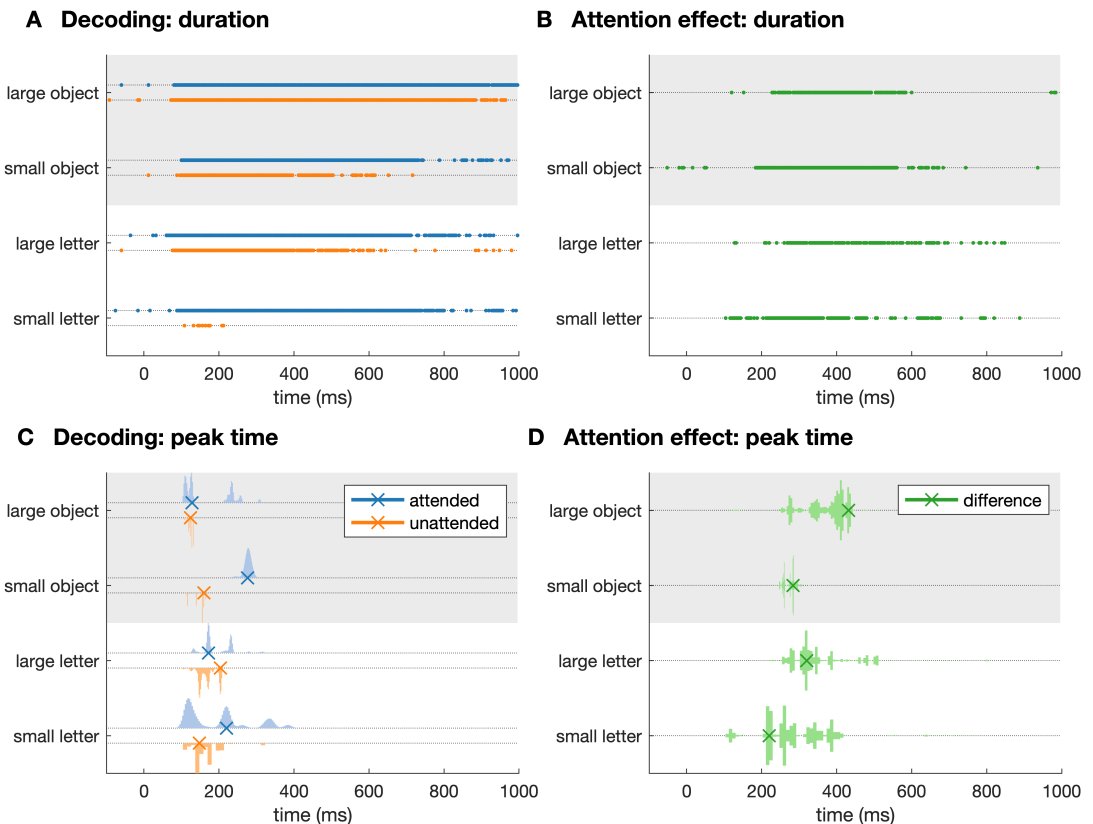 A Decoding: duration
large object
small object
large letter
small letter
0 200 400 600 800 1000
time (ms)
B Attention effect: duration
large object
small object
large letter
small letter
0 200 400 600 800 1000
time (ms)
C Decoding: peak time
large object
small object
large letter
small letter
attended
unattended
0 200 400 600 800 1000
time (ms)
D Attention effect: peak time
large object
small object
large letter
small letter
difference
0 200 400 600 800 1000
time (ms)